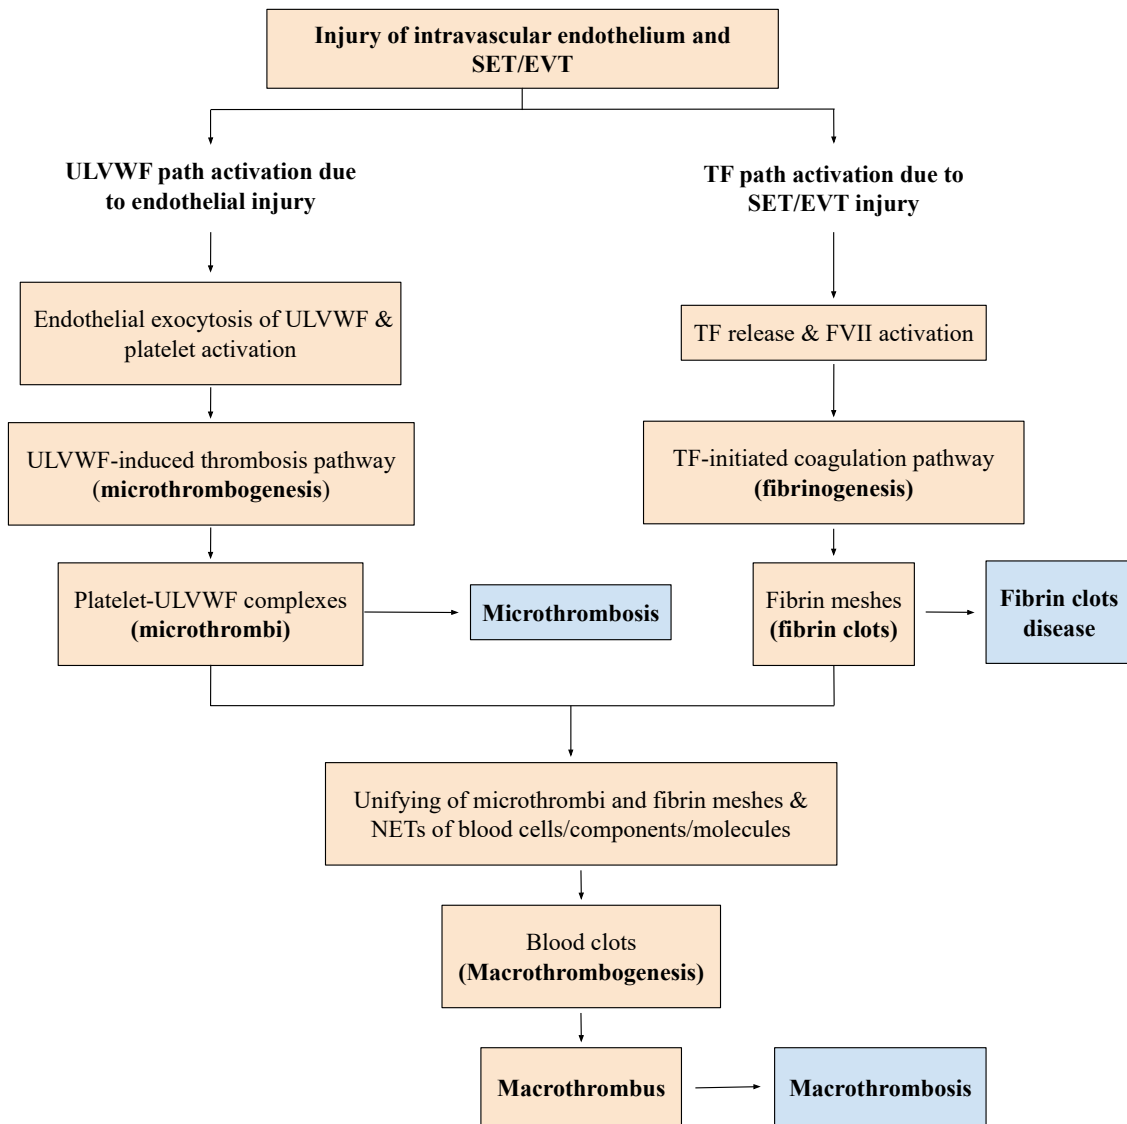 Injury of intravascular endothelium and
SET/EVT
ULVWF path activation due
to endothelial injury
TF path activation due to
SET/EVT injury
Endothelial exocytosis of ULVWF &
platelet activation
TF release & FVII activation
ULVWF-induced thrombosis pathway
(microthrombogenesis)
TF-initiated coagulation pathway
(fibrinogenesis)
Platelet-ULVWF complexes
(microthrombi)
Microthrombosis
Fibrin meshes
(fibrin clots)
Fibrin clots
disease
Unifying of microthrombi and fibrin meshes &
NETs of blood cells/components/molecules
Blood clots
(Macrothrombogenesis)
Macrothrombus
Macrothrombosis